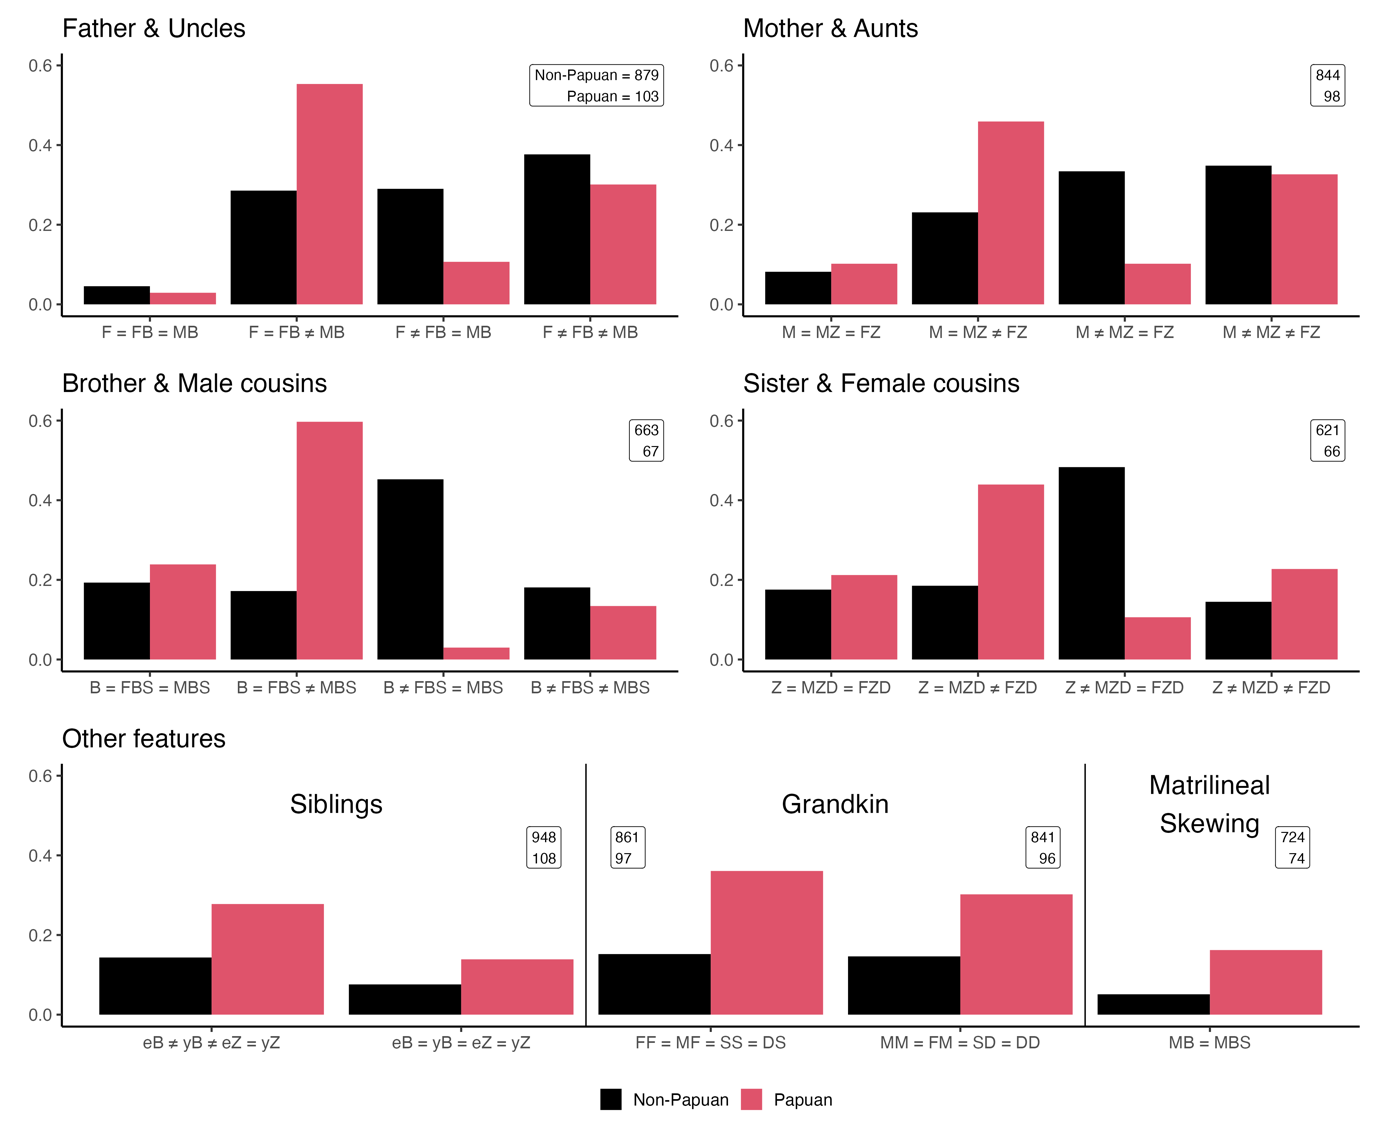 Father & Uncles
0.6
0.4
0.2
0.0
Non-Papuan = 879
Papuan = 103
F = FB = MB
F = FB ≠ MB
F ≠ FB = MB
F ≠ FB ≠ MB
Mother & Aunts
0.6
0.4
0.2
0.0
844
98
M = MZ = FZ
M = MZ ≠ FZ
M ≠ MZ = FZ
M ≠ MZ ≠ FZ
Brother & Male cousins
0.6
0.4
0.2
0.0
663
67
B = FBS = MBS
B = FBS ≠ MBS
B ≠ FBS = MBS
B ≠ FBS ≠ MBS
Sister & Female cousins
0.6
0.4
0.2
0.0
621
66
Z = MZD = FZD
Z = MZD ≠ FZD
Z ≠ MZD = FZD
Z ≠ MZD ≠ FZD
Other features
0.6
0.4
0.2
0.0
Siblings
948
108
Grandkin
861
97
841
96
Matrilineal
Skewing
724
74
eB ≠ yB ≠ eZ = yZ
eB = yB = eZ = yZ
FF = MF = SS = DS
MM = FM = SD = DD
MB = MBS
Non-Papuan
Papuan